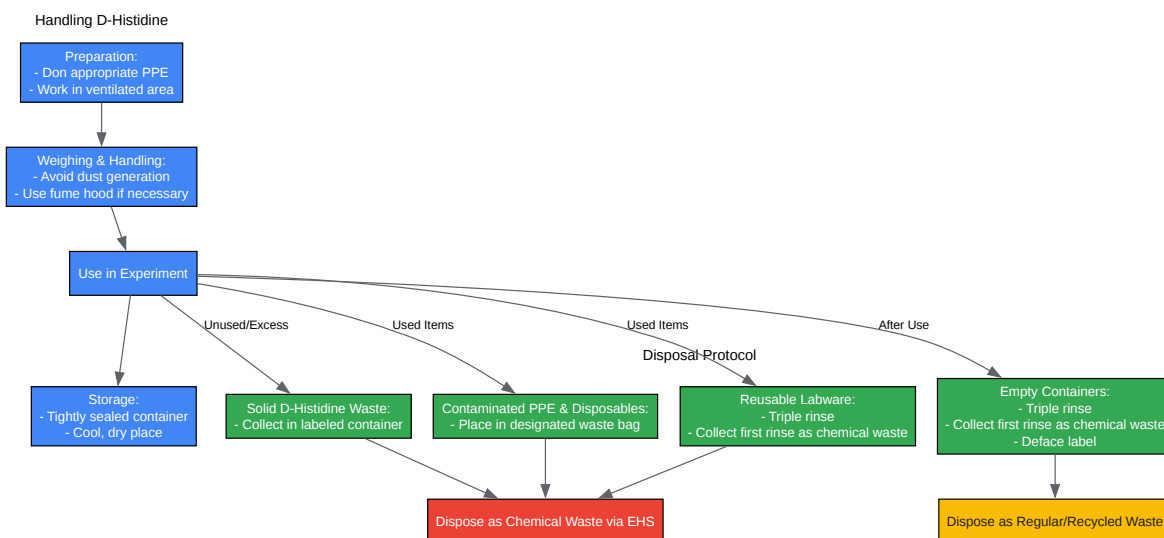 Handling D-Histidine
Preparation:
- Don appropriate PPE
- Work in ventilated area
Weighing & Handling:
- Avoid dust generation
- Use fume hood if necessary
Use in Experiment
Unused/Excess
Used Items
Used Items
After Use
Disposal Protocol
Storage:
- Tightly sealed container
- Cool, dry place
Solid D-Histidine Waste:
- Collect in labeled container
Contaminated PPE & Disposables:
- Place in designated waste bag
Reusable Labware:
- Triple rinse
- Collect first rinse as chemical waste
Empty Containers:
- Triple rinse
- Collect first rinse as chemical waste
- Deface label
Dispose as Chemical Waste via EHS
Dispose as Regular/Recycled Waste